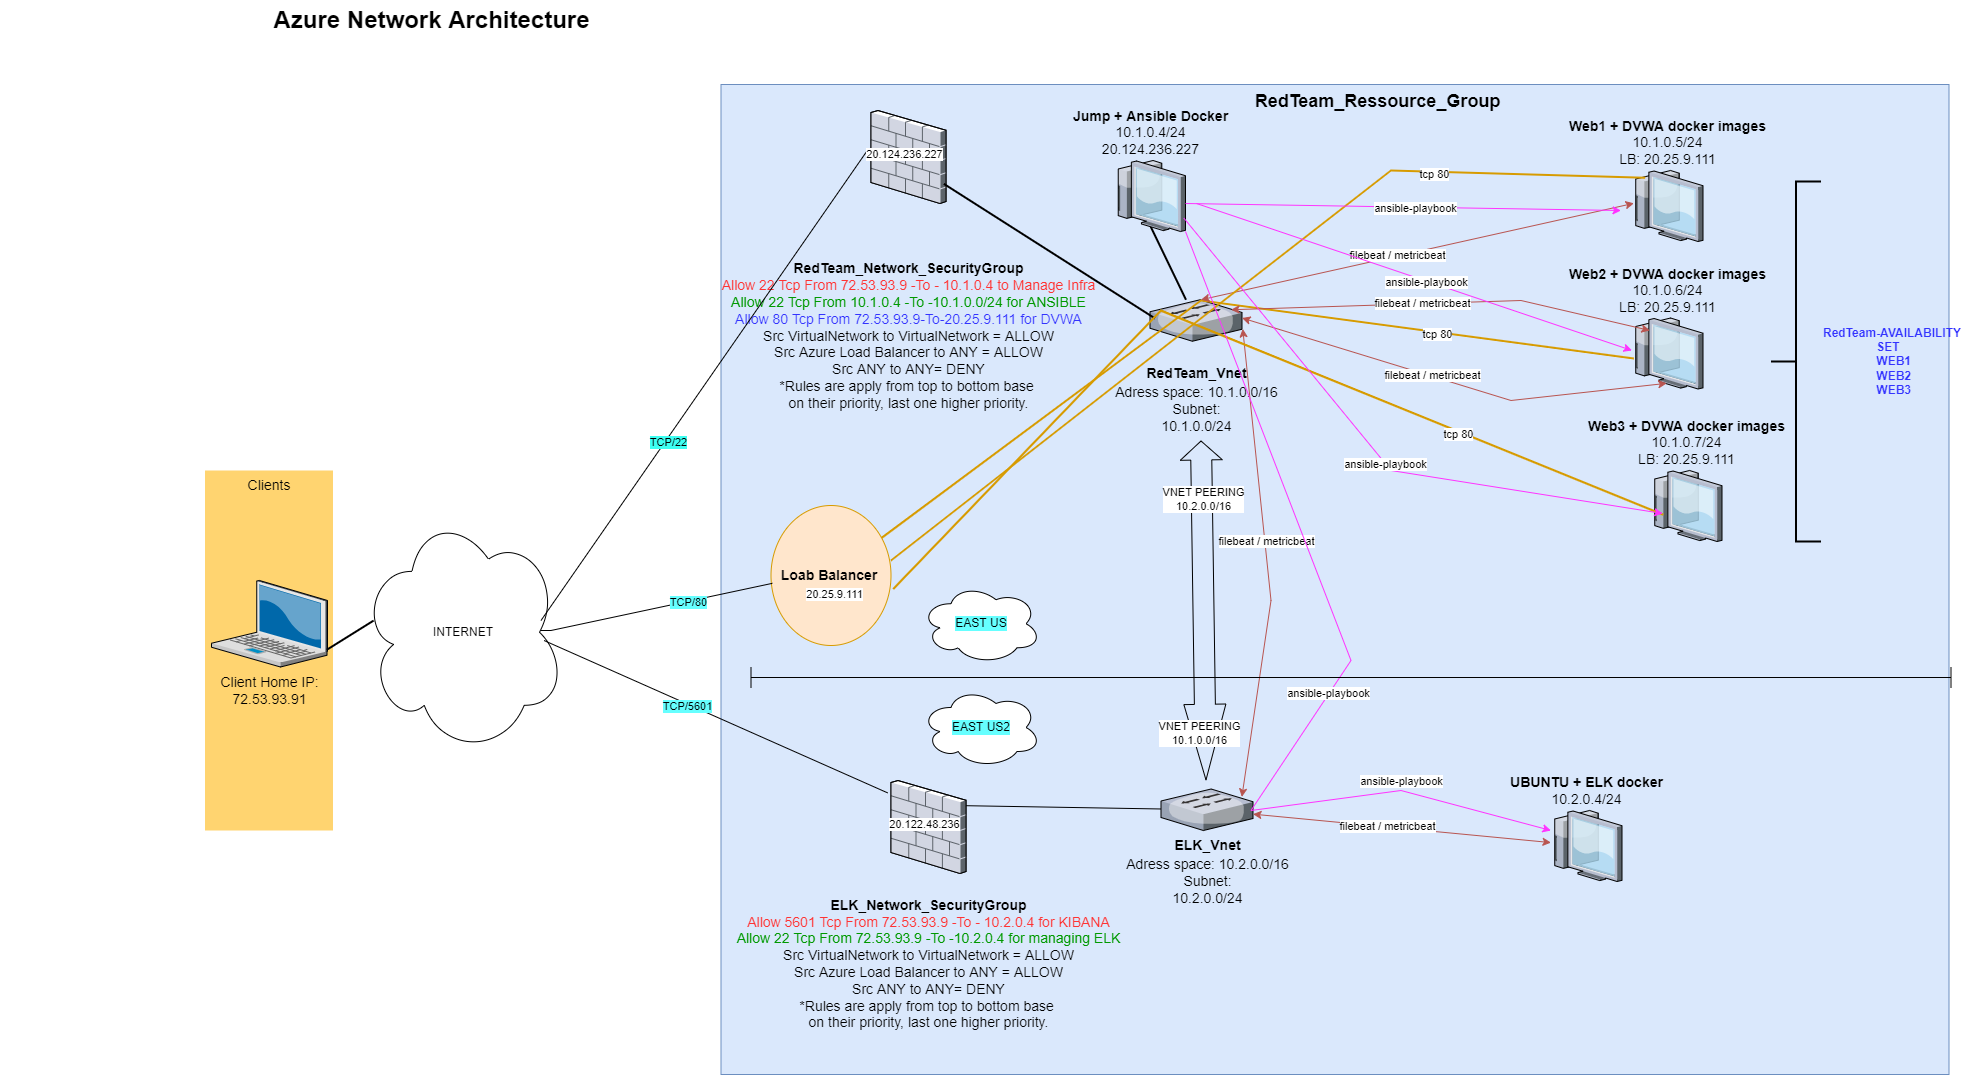 Azure Network Architecture
RedTeam_Ressource_Group
20.124.236.227
Jump + Ansible Docker
10.1.0.4/24
20.124.236.227
Web1 + DVWA docker images
10.1.0.5/24
LB: 20.25.9.111
tcp 80
ansible-playbook
filebeat / metricbeat
RedTeam_Network_SecurityGroup
Allow 22 Tcp From 72.53.93.9 -To - 10.1.0.4 to Manage Infra
Allow 22 Tcp From 10.1.0.4 -To -10.1.0.0/24 for ANSIBLE
Allow 80 Tcp From 72.53.93.9-To-20.25.9.111 for DVWA
Src VirtualNetwork to VirtualNetwork = ALLOW
Src Azure Load Balancer to ANY = ALLOW
Src ANY to ANY= DENY
*Rules are apply from top to bottom base
on their priority, last one higher priority.
Web2 + DVWA docker images
10.1.0.6/24
LB: 20.25.9.111
ansible-playbook
filebeat / metricbeat
tcp 80
filebeat / metricbeat
RedTeam-AVAILABILITY
SET
WEB1
WEB2
WEB3
RedTeam_Vnet
Adress space: 10.1.0.0/16
Subnet:
10.1.0.0/24
Web3 + DVWA docker images
10.1.0.7/24
LB: 20.25.9.111
tcp 80
ansible-playbook
TCP/22
Clients
VNET PEERING
10.2.0.0/16
filebeat / metricbeat
Loab Balancer
20.25.9.111
TCP/80
INTERNET
EAST US
Client Home IP:
72.53.93.91
ansible-playbook
TCP/5601
EAST US2
VNET PEERING
10.1.0.0/16
20.122.48.236
ansible-playbook
filebeat / metricbeat
UBUNTU + ELK docker
10.2.0.4/24
ELK_Vnet
Adress space: 10.2.0.0/16
Subnet:
10.2.0.0/24
ELK_Network_SecurityGroup
Allow 5601 Tcp From 72.53.93.9 -To - 10.2.0.4 for KIBANA
Allow 22 Tcp From 72.53.93.9 -To -10.2.0.4 for managing ELK
Src VirtualNetwork to VirtualNetwork = ALLOW
Src Azure Load Balancer to ANY = ALLOW
Src ANY to ANY= DENY
*Rules are apply from top to bottom base
on their priority, last one higher priority.